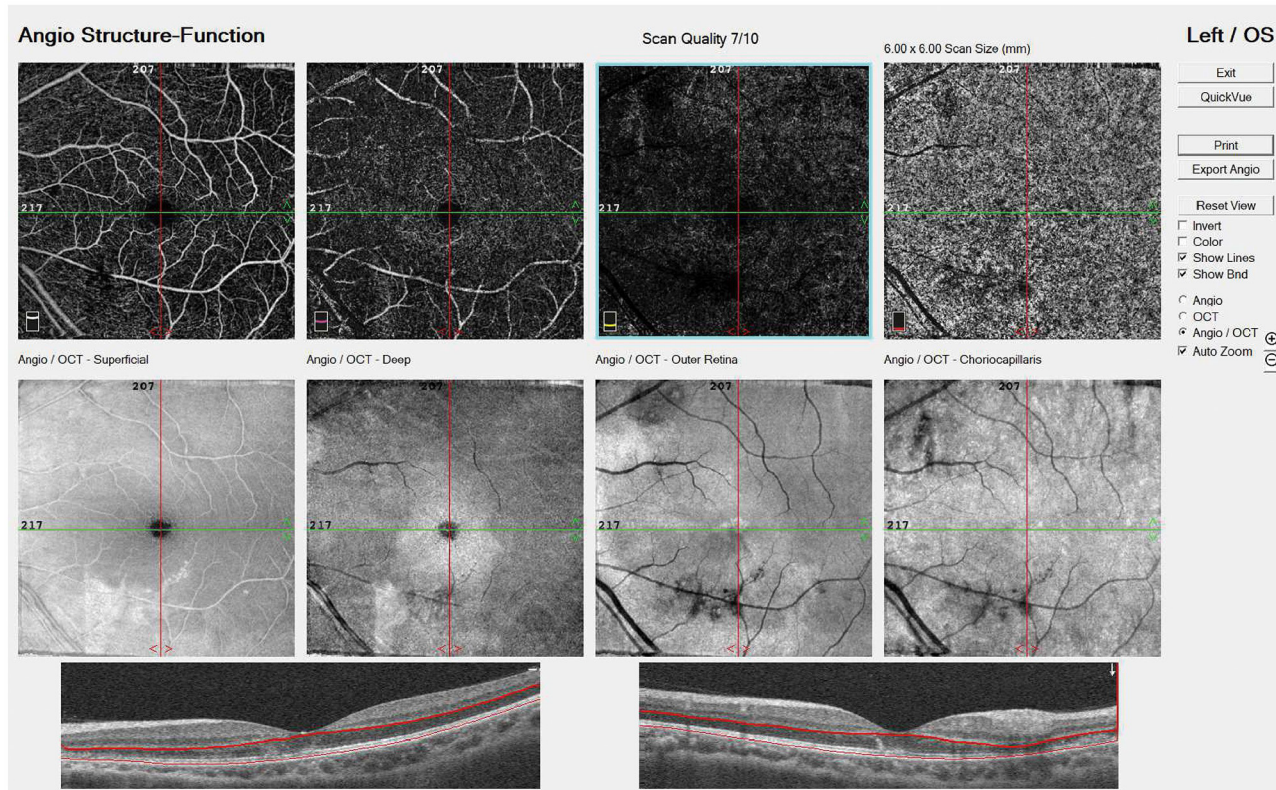 Angio Structure-Function
Scan Quality 7/10
6.00 x 6.00 Scan Size (mm)
Left / OS
207
217
207
217
207
217
207
217
Exit
QuickVue
Print
Export Angio
Reset View
Invert
Color
Show Lines
Show Bnd
Angio
OCT
Angio / OCT
Auto Zoom
Angio / OCT - Superficial
Angio / OCT - Deep
Angio / OCT - Outer Retina
Angio / OCT - Choriocapillaris
207
217
207
217
207
217
207
217